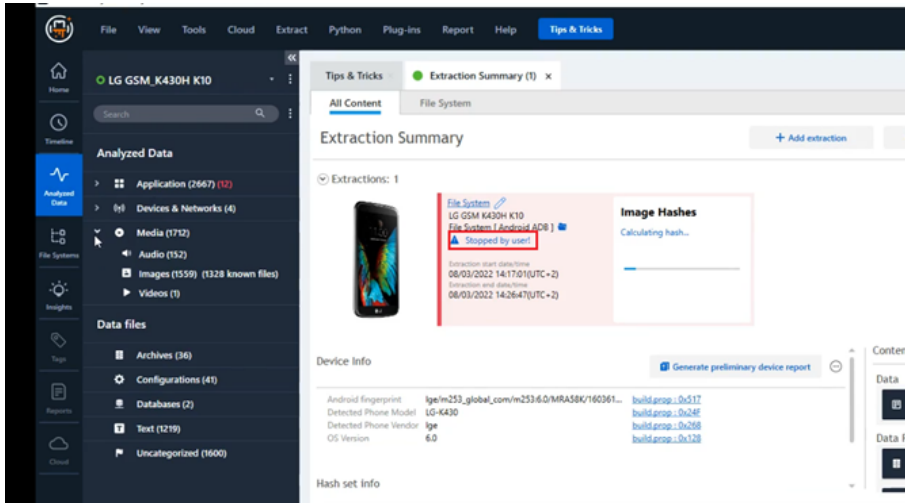 File View Tools Cloud Extract Python Plug-ins Report Help Tips & Tricks
Home
Timeline
Analyzed Data
File Systems
Insights
Tags
Reports
Cloud
LG GSM_K430H K10
Search
Analyzed Data
Application (2667) (12)
Devices & Networks (4)
Media (1712)
Audio (152)
Images (1559) (1328 known files)
Videos (1)
Data files
Archives (36)
Configurations (41)
Databases (2)
Text (1219)
Uncategorized (1600)
Tips & Tricks Extraction Summary (1) x
All Content File System
Extraction Summary
+ Add extraction
Extractions: 1
File System
LG GSM K430H K10
File System [ Android ADB ]
Stopped by user!
Extraction start date/time
08/03/2022 14:17:01(UTC+2)
Extraction end date/time
08/03/2022 14:26:47(UTC+2)
Image Hashes
Calculating hash...
Device Info
Generate preliminary device report
Android fingerprint lge/m253_global_com/m253:6.0/MRA58K/160361... build.prop : 0x517
Detected Phone Model LG-K430 build.prop : 0x24F
Detected Phone Vendor lge build.prop : 0x268
OS Version 6.0 build.prop : 0x128
Hash set info
Conten
Data
Data F